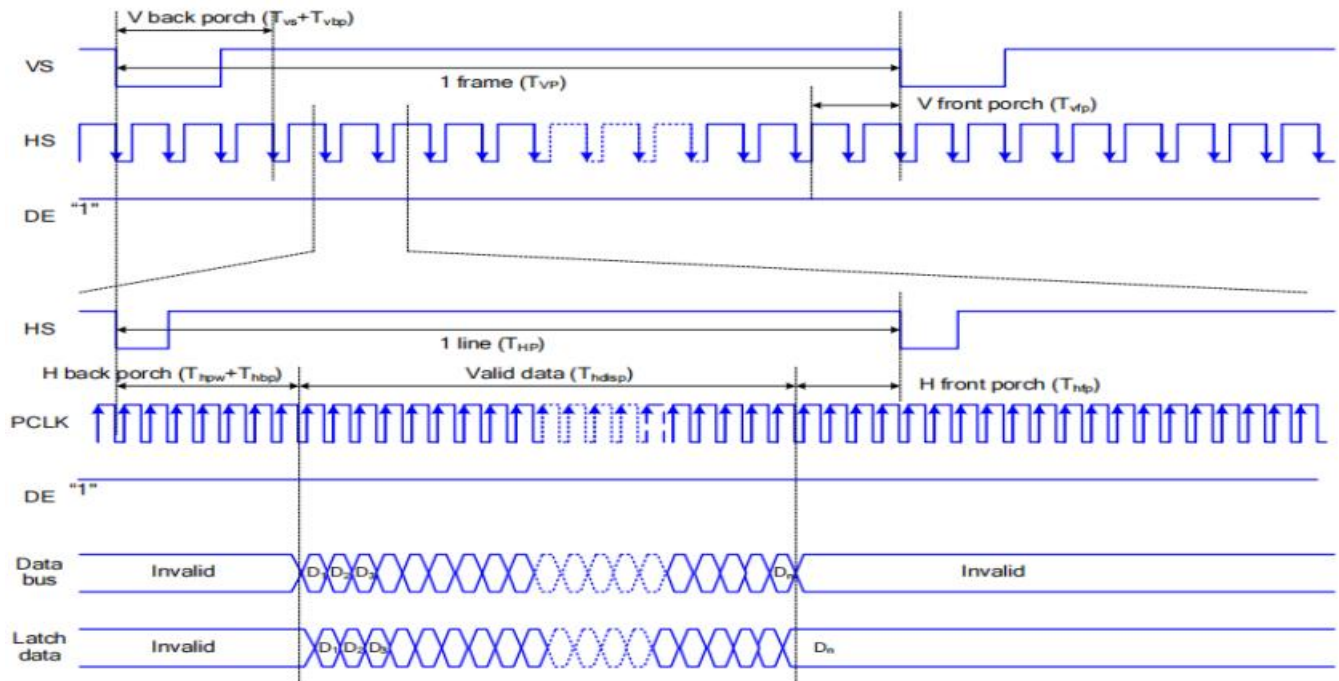 V back porch (Tvs+Tvbp)
VS
1 frame (TVP)
V front porch (Tvfp)
HS
DE "1"
HS
1 line (THP)
H back porch (Thpw+Thbp)
Valid data (Thdisp)
H front porch (Thfp)
PCLK
DE "1"
Data bus
Invalid
D1 D2 D3
Dn
Invalid
Latch data
Invalid
D1 D2 D3
Dn